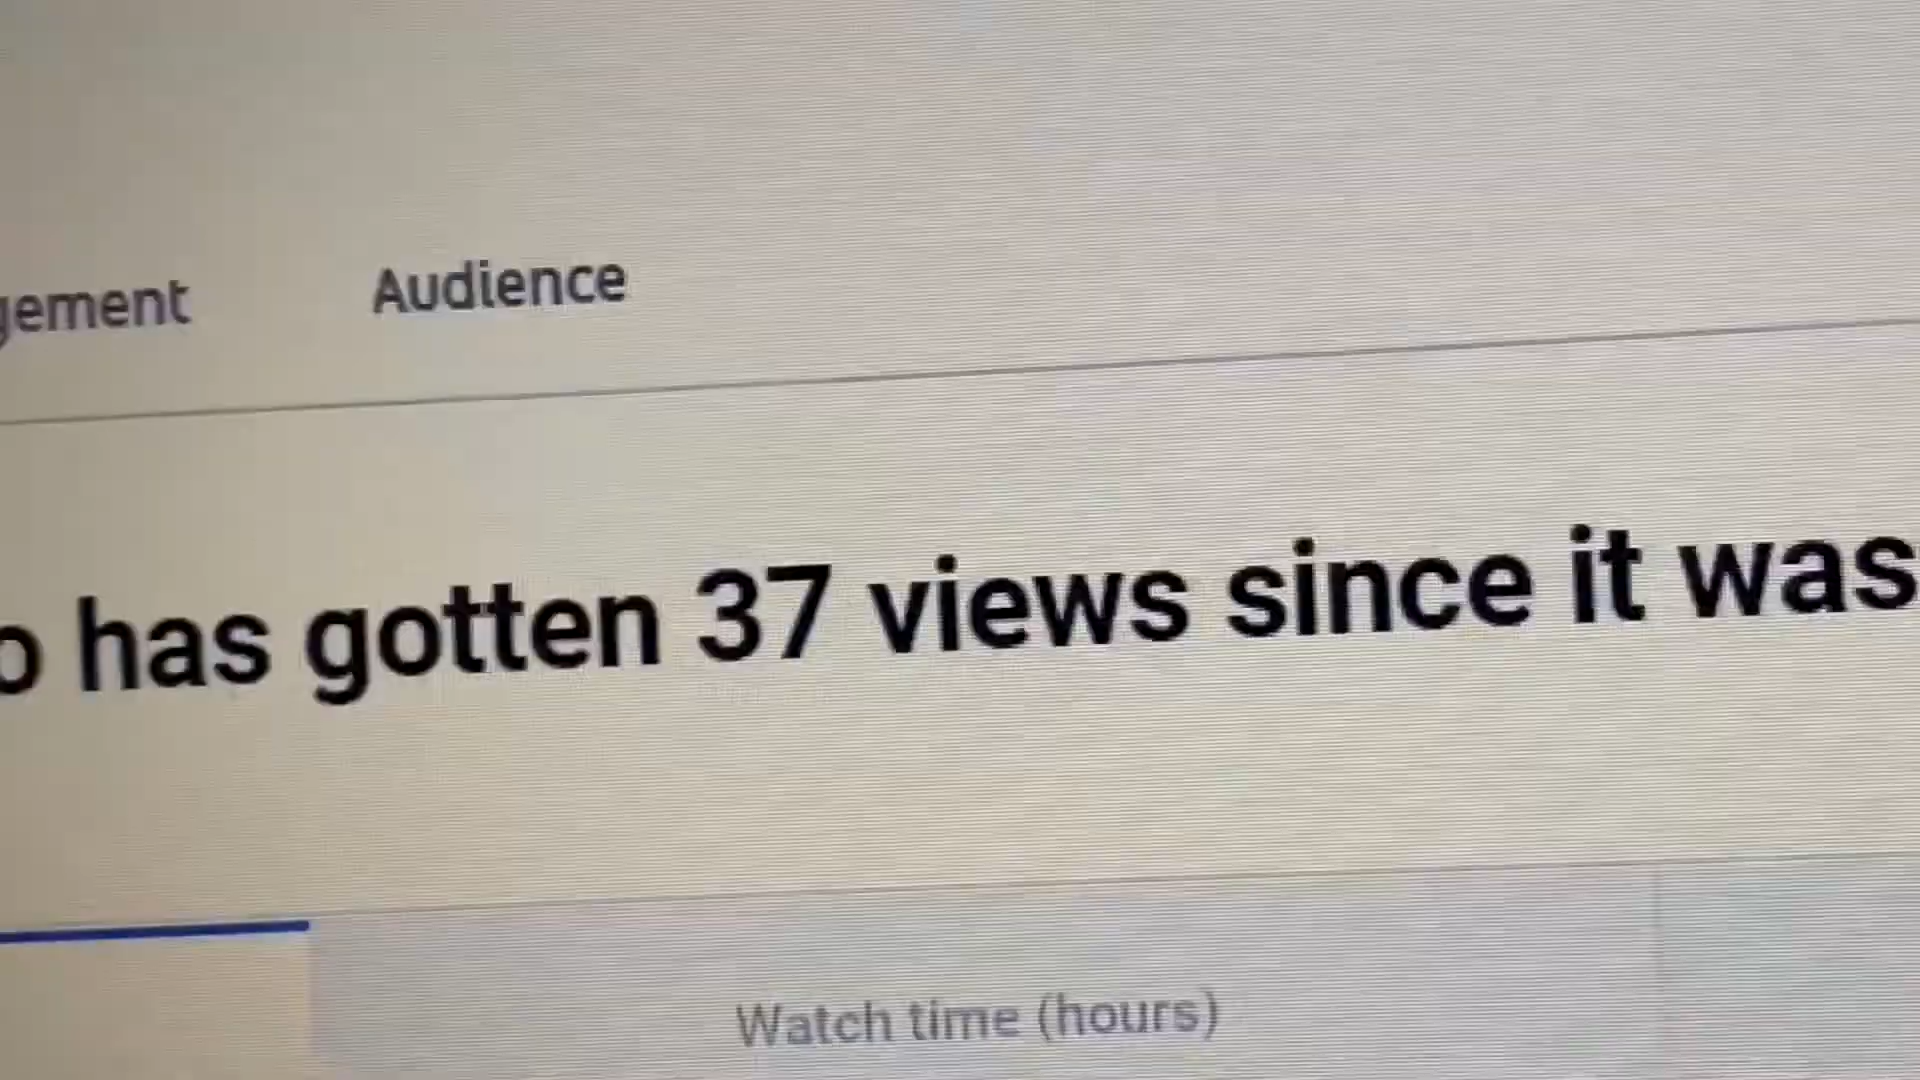 gement Audience
o has gotten 37 views since it was
Watch time (hours)